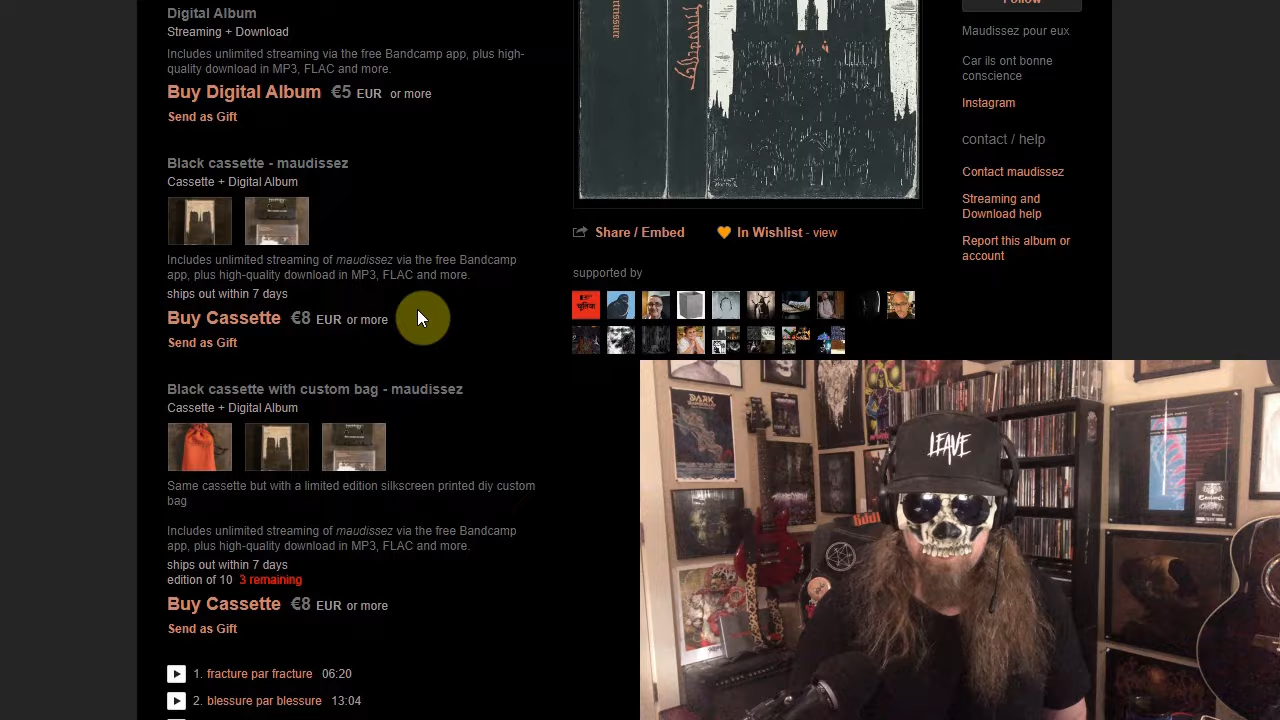 Digital Album
Streaming + Download
Includes unlimited streaming via the free Bandcamp app, plus high-
quality download in MP3, FLAC and more.
Buy Digital Album €5 EUR or more
Send as Gift
Black cassette - maudissez
Cassette + Digital Album
Includes unlimited streaming of maudissez via the free Bandcamp
app, plus high-quality download in MP3, FLAC and more.
ships out within 7 days
Buy Cassette €8 EUR or more
Send as Gift
Black cassette with custom bag - maudissez
Cassette + Digital Album
Same cassette but with a limited edition silkscreen printed diy custom
bag
Includes unlimited streaming of maudissez via the free Bandcamp
app, plus high-quality download in MP3, FLAC and more.
ships out within 7 days
edition of 10 3 remaining
Buy Cassette €8 EUR or more
Send as Gift
1. fracture par fracture 06:20
2. blessure par blessure 13:04
Share / Embed
In Wishlist - view
supported by
Follow
Maudissez pour eux
Car ils ont bonne
conscience
Instagram
contact / help
Contact maudissez
Streaming and
Download help
Report this album or
account
LEAVE
DARK